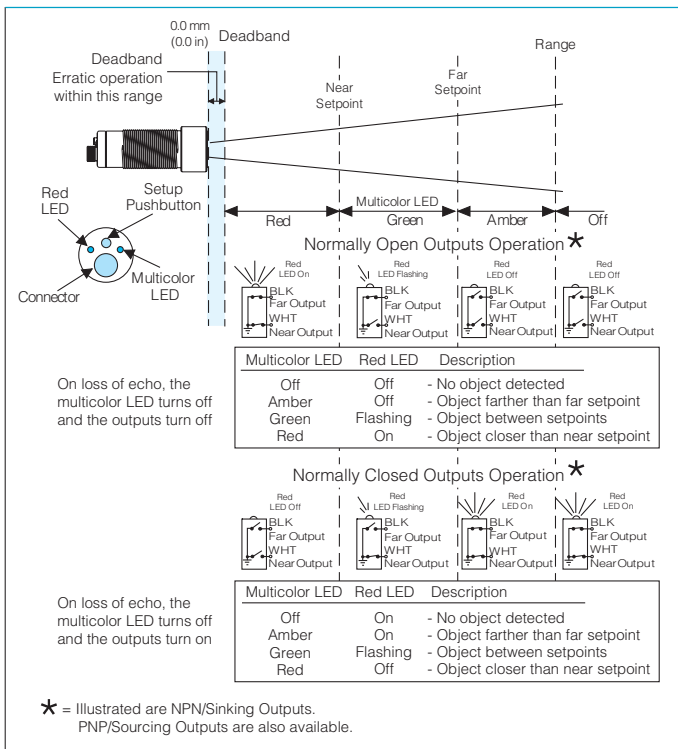 0.0 mm
(0.0 in)
Deadband
Deadband
Erratic operation
within this range
Near
Setpoint
Far
Setpoint
Range
Red
LED
Setup
Pushbutton
Connector
Multicolor
LED
Multicolor LED
Red Green Amber Off
Normally Open Outputs Operation *
Red
LED On
BLK
Far Output
WHT
Near Output
Red
LED Flashing
BLK
Far Output
WHT
Near Output
Red
LED Off
BLK
Far Output
WHT
Near Output
Red
LED Off
BLK
Far Output
WHT
Near Output
On loss of echo, the
multicolor LED turns off
and the outputs turn off
Multicolor LED Red LED Description
Off Off - No object detected
Amber Off - Object farther than far setpoint
Green Flashing - Object between setpoints
Red On - Object closer than near setpoint
Normally Closed Outputs Operation *
Red
LED Off
BLK
Far Output
WHT
Near Output
Red
LED Flashing
BLK
Far Output
WHT
Near Output
Red
LED On
BLK
Far Output
WHT
Near Output
Red
LED On
BLK
Far Output
WHT
Near Output
On loss of echo, the
multicolor LED turns off
and the outputs turn on
Multicolor LED Red LED Description
Off On - No object detected
Amber On - Object farther than far setpoint
Green Flashing - Object between setpoints
Red Off - Object closer than near setpoint
* = Illustrated are NPN/Sinking Outputs.
PNP/Sourcing Outputs are also available.